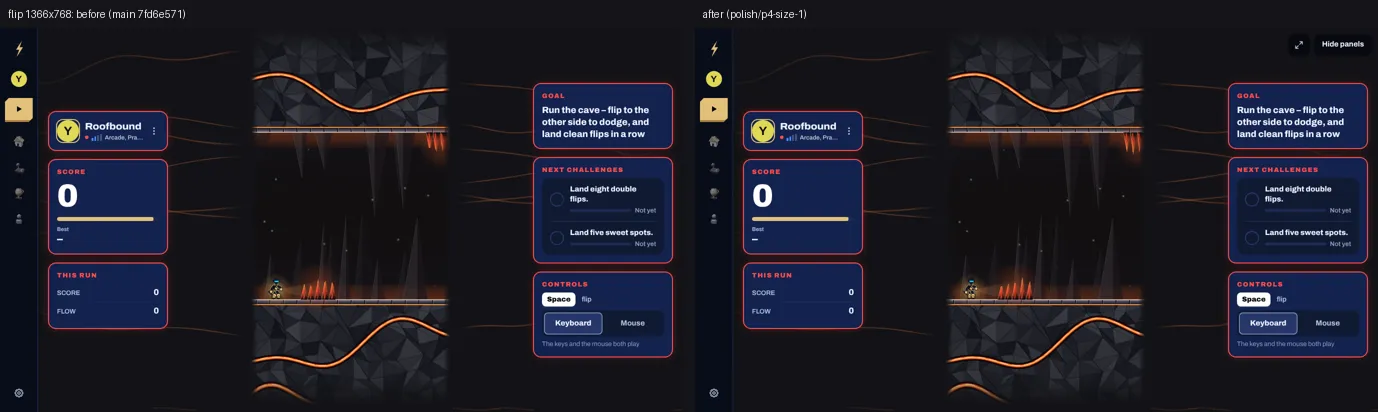 flip 1366x768: before (main 7fd6e571)
Y
Y
Roofbound
Arcade, Pra...
SCORE
0
Best
–
THIS RUN
SCORE 0
FLOW 0
GOAL
Run the cave – flip to the
other side to dodge, and
land clean flips in a row
NEXT CHALLENGES
Land eight double
flips.
Not yet
Land five sweet spots.
Not yet
CONTROLS
Space flip
Keyboard Mouse
The keys and the mouse both play
after (polish/p4-size-1)
Hide panels
Y
Y
Roofbound
Arcade, Pra...
SCORE
0
Best
–
THIS RUN
SCORE 0
FLOW 0
GOAL
Run the cave – flip to the
other side to dodge, and
land clean flips in a row
NEXT CHALLENGES
Land eight double
flips.
Not yet
Land five sweet spots.
Not yet
CONTROLS
Space flip
Keyboard Mouse
The keys and the mouse both play